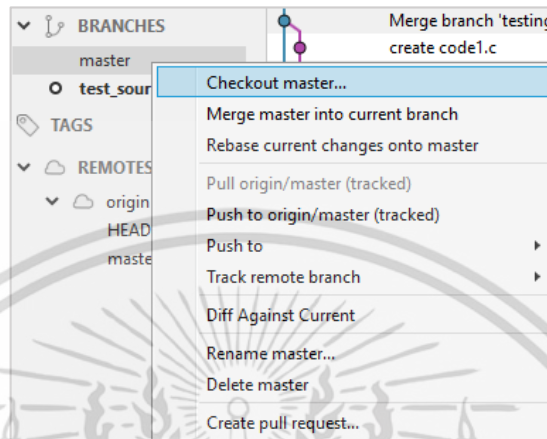 BRANCHES
master
test_sour
TAGS
REMOTES
origin
HEAD
maste
Merge branch 'testing
create code1.c
Checkout master...
Merge master into current branch
Rebase current changes onto master
Pull origin/master (tracked)
Push to origin/master (tracked)
Push to
Track remote branch
Diff Against Current
Rename master...
Delete master
Create pull request...